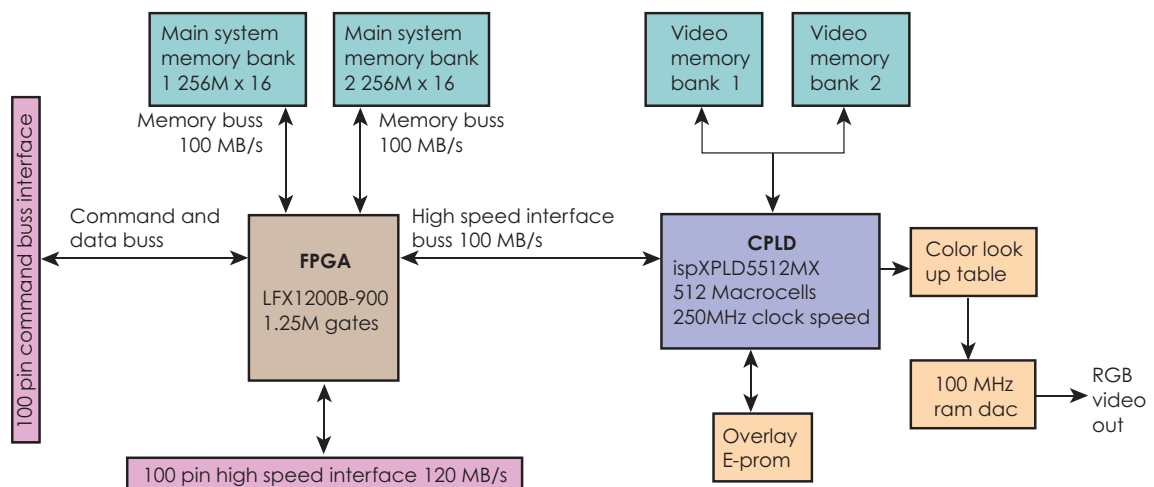 Main system
memory bank
1 256M x 16
Main system
memory bank
2 256M x 16
Video
memory
bank 1
Video
memory
bank 2
Memory buss
100 MB/s
Memory buss
100 MB/s
100 pin command buss interface
Command and
data buss
FPGA
LFX1200B-900
1.25M gates
High speed interface
buss 100 MB/s
CPLD
ispXPLD5512MX
512 Macrocells
250MHz clock speed
Color look
up table
100 MHz
ram dac
RGB
video
out
Overlay
E-prom
100 pin high speed interface 120 MB/s